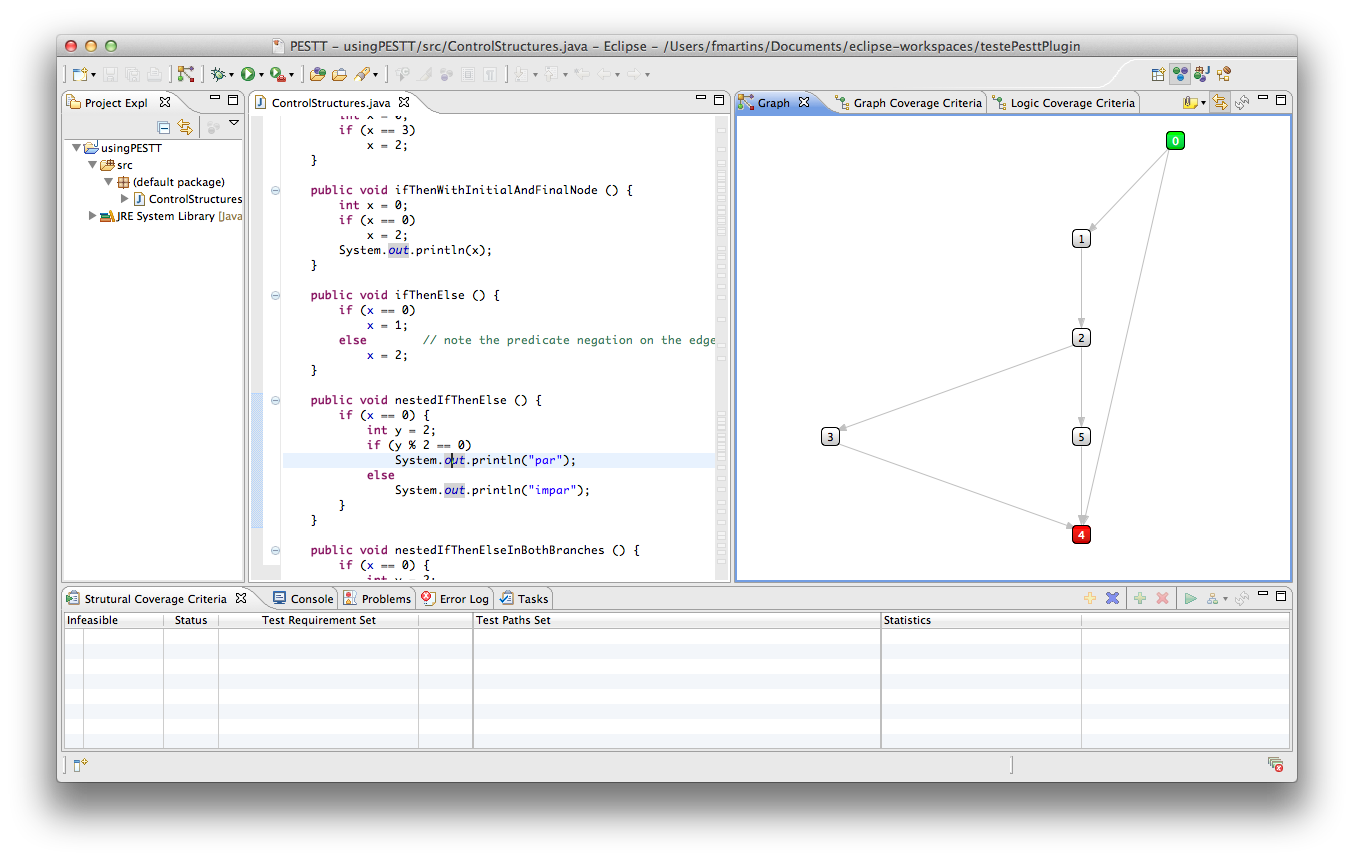 PESTT – usingPESTT/src/ControlStructures.java – Eclipse – /Users/fmartins/Documents/eclipse-workspaces/testePesttPlugin
Project Expl
usingPESTT
src
(default package)
ControlStructures
JRE System Library [Java
ControlStructures.java
int x = 0;
if (x == 3)
x = 2;
}
public void ifThenWithInitialAndFinalNode () {
int x = 0;
if (x == 0)
x = 2;
System.out.println(x);
}
public void ifThenElse () {
if (x == 0)
x = 1;
else // note the predicate negation on the edge
x = 2;
}
public void nestedIfThenElse () {
if (x == 0) {
int y = 2;
if (y % 2 == 0)
System.out.println("par");
else
System.out.println("impar");
}
}
public void nestedIfThenElseInBothBranches () {
if (x == 0) {
int y = 2;
Graph
Graph Coverage Criteria
Logic Coverage Criteria
0
1
2
3
5
4
Strutural Coverage Criteria
Console
Problems
Error Log
Tasks
Infeasible
Status
Test Requirement Set
Test Paths Set
Statistics